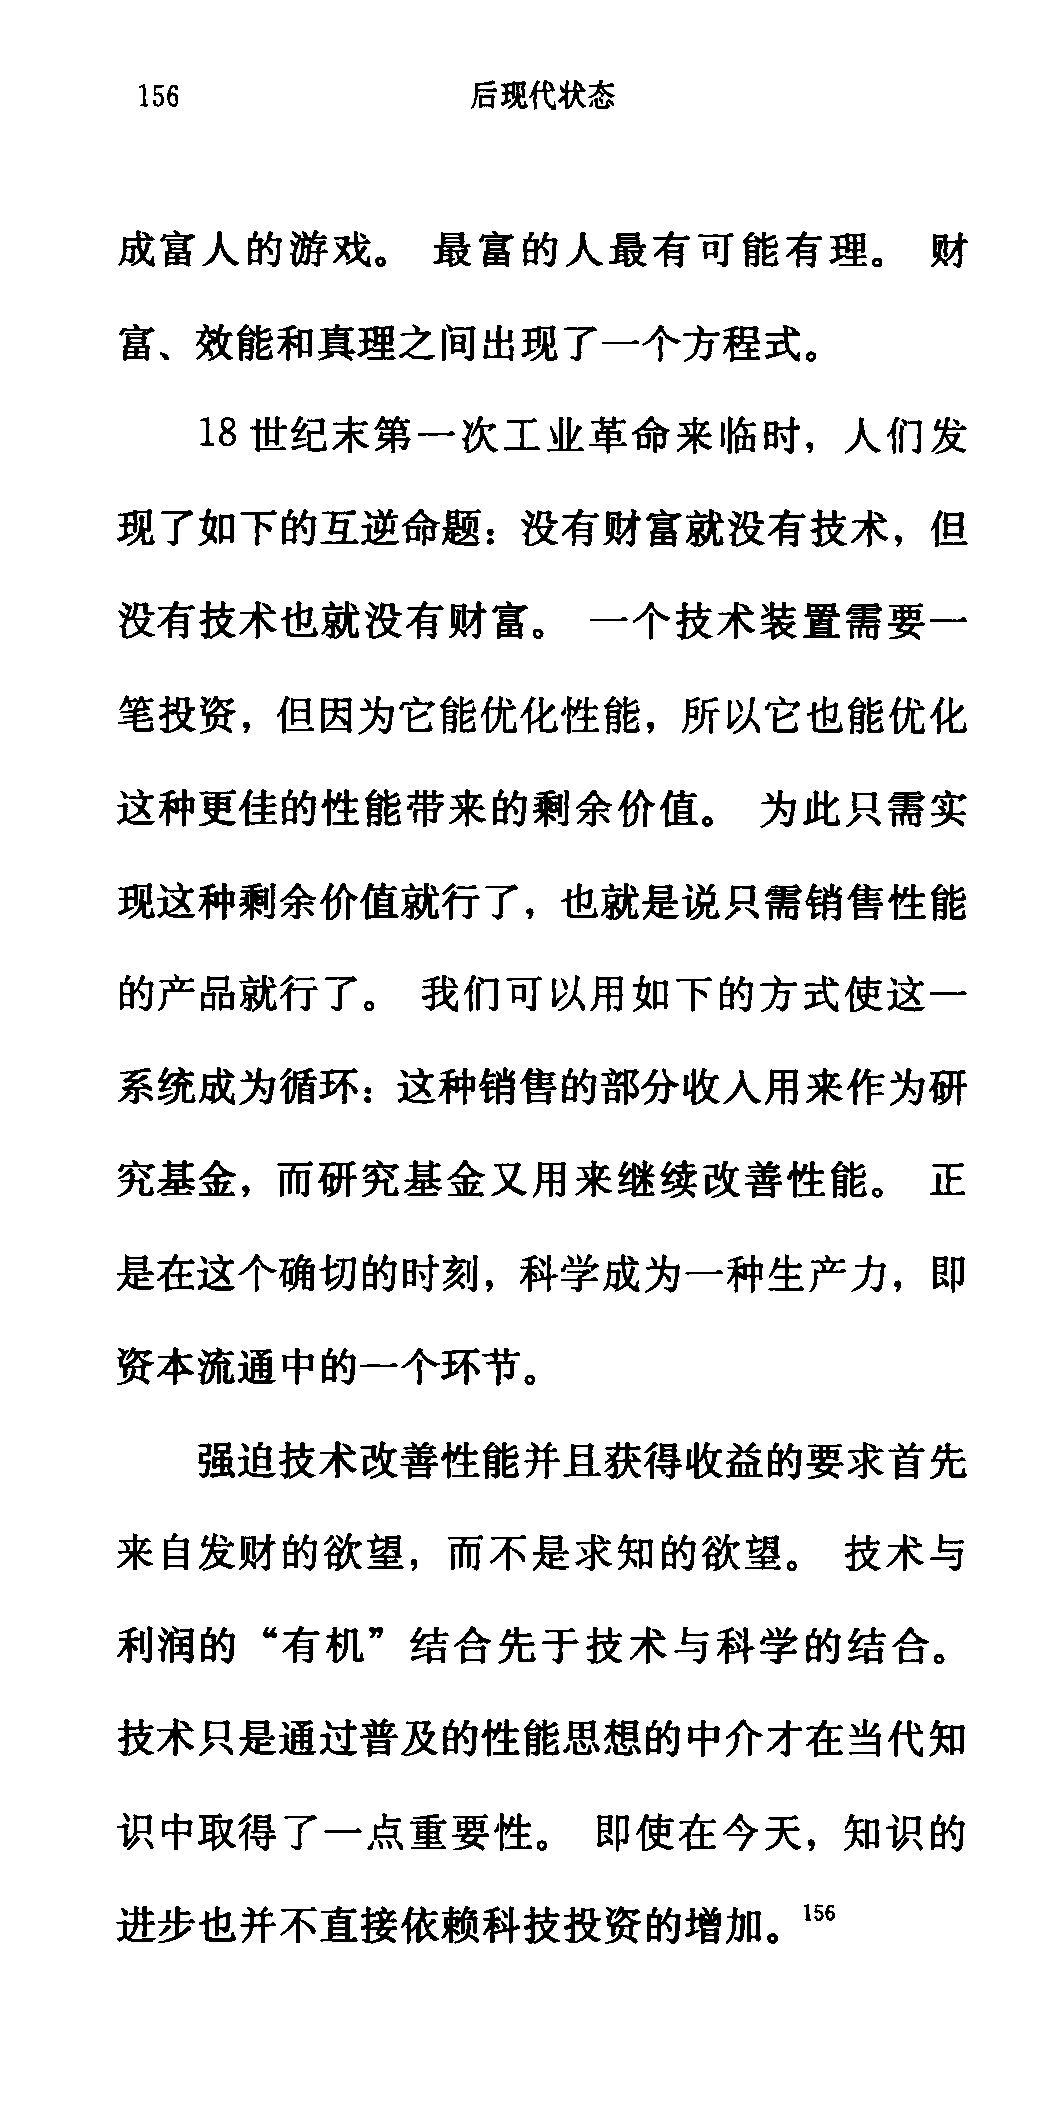 156 后现代状态
成富人的游戏。 最富的人最有可能有理。 财
富、效能和真理之间出现了一个方程式。
18 世纪末第一次工业革命来临时，人们发
现了如下的互逆命题：没有财富就没有技术，但
没有技术也就没有财富。 一个技术装置需要一
笔投资，但因为它能优化性能，所以它也能优化
这种更佳的性能带来的剩余价值。 为此只需实
现这种剩余价值就行了，也就是说只需销售性能
的产品就行了。 我们可以用如下的方式使这一
系统成为循环：这种销售的部分收入用来作为研
究基金，而研究基金又用来继续改善性能。 正
是在这个确切的时刻，科学成为一种生产力，即
资本流通中的一个环节。
强迫技术改善性能并且获得收益的要求首先
来自发财的欲望，而不是求知的欲望。 技术与
利润的“有机”结合先于技术与科学的结合。
技术只是通过普及的性能思想的中介才在当代知
识中取得了一点重要性。 即使在今天，知识的
进步也并不直接依赖科技投资的增加。156